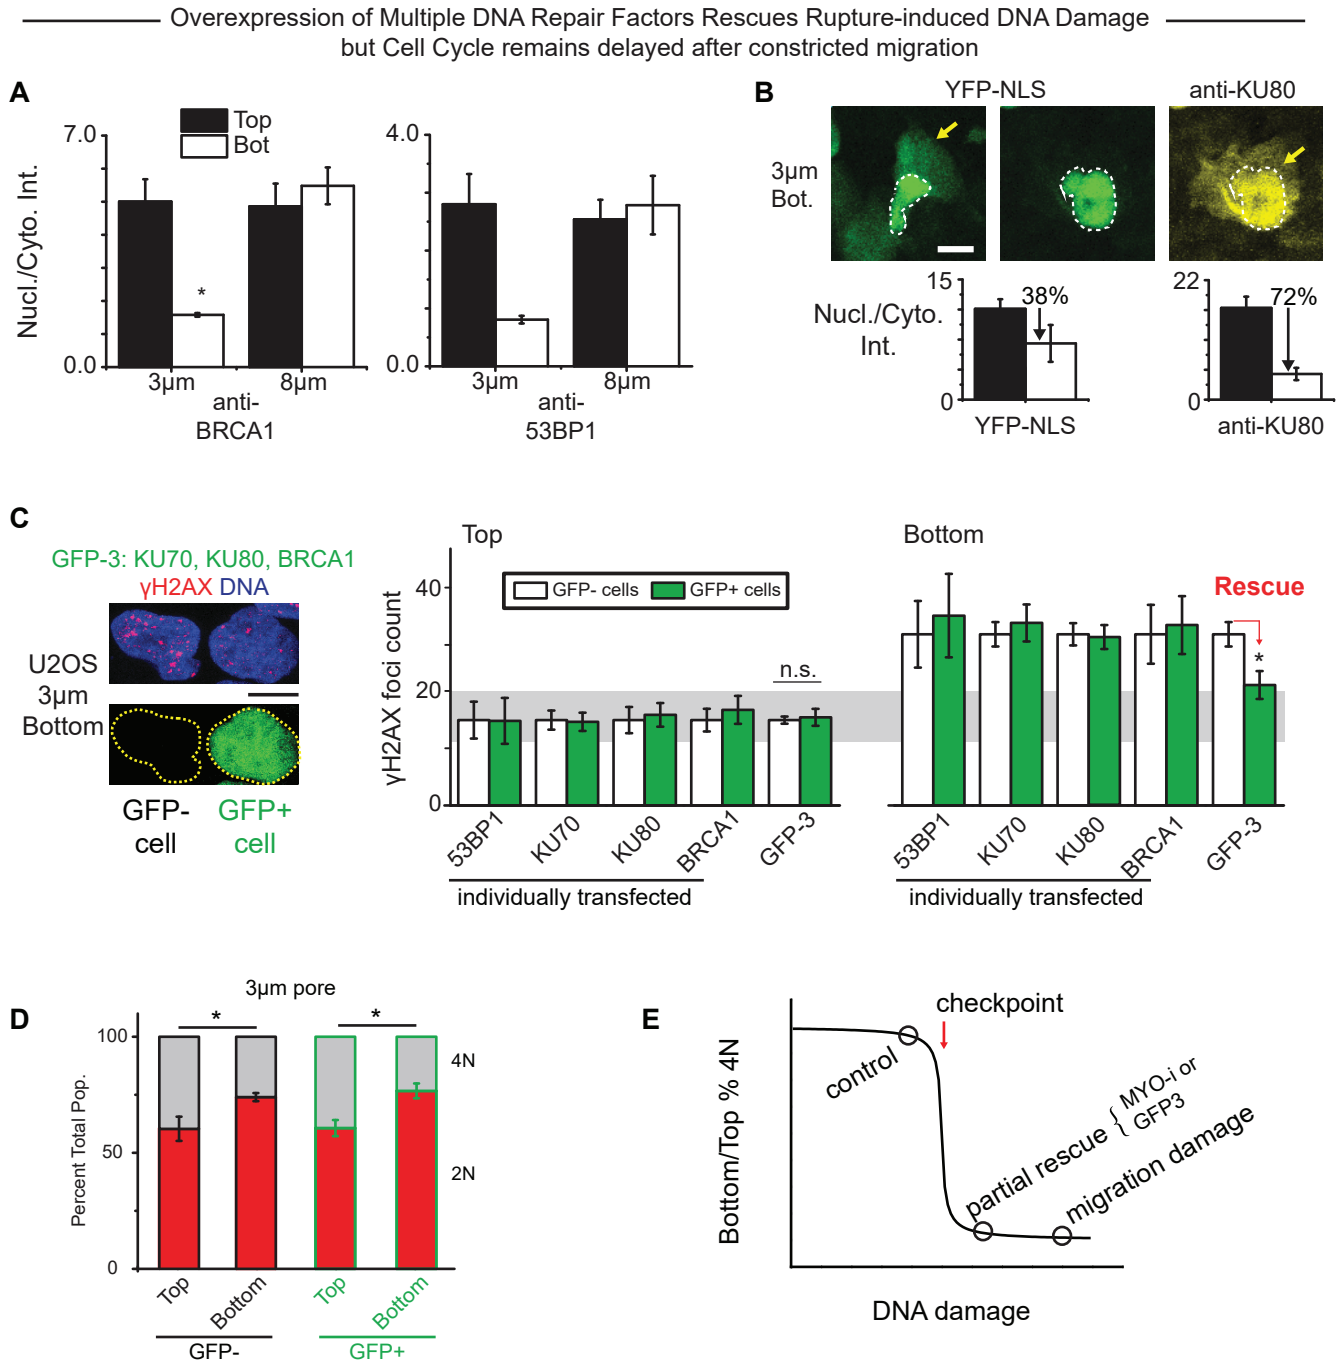 Overexpression of Multiple DNA Repair Factors Rescues Rupture-induced DNA Damage
but Cell Cycle remains delayed after constricted migration
A
Top
Bot
7.0
0.0
Nucl./Cyto. Int.
*
3µm
8µm
anti-
BRCA1
4.0
0.0
3µm
8µm
anti-
53BP1
B
YFP-NLS
anti-KU80
3µm
Bot.
Nucl./Cyto.
Int.
15
0
38%
YFP-NLS
22
0
72%
anti-KU80
C
GFP-3: KU70, KU80, BRCA1
γH2AX DNA
U2OS
3µm
Bottom
GFP-
cell
GFP+
cell
γH2AX foci count
40
20
0
Top
GFP- cells
GFP+ cells
n.s.
53BP1
KU70
KU80
BRCA1
GFP-3
individually transfected
Bottom
Rescue
*
53BP1
KU70
KU80
BRCA1
GFP-3
individually transfected
D
3µm pore
Percent Total Pop.
100
50
0
*
*
4N
2N
Top
Bottom
Top
Bottom
GFP-
GFP+
E
Bottom/Top % 4N
checkpoint
control
partial rescue { MYO-i or
GFP3
migration damage
DNA damage